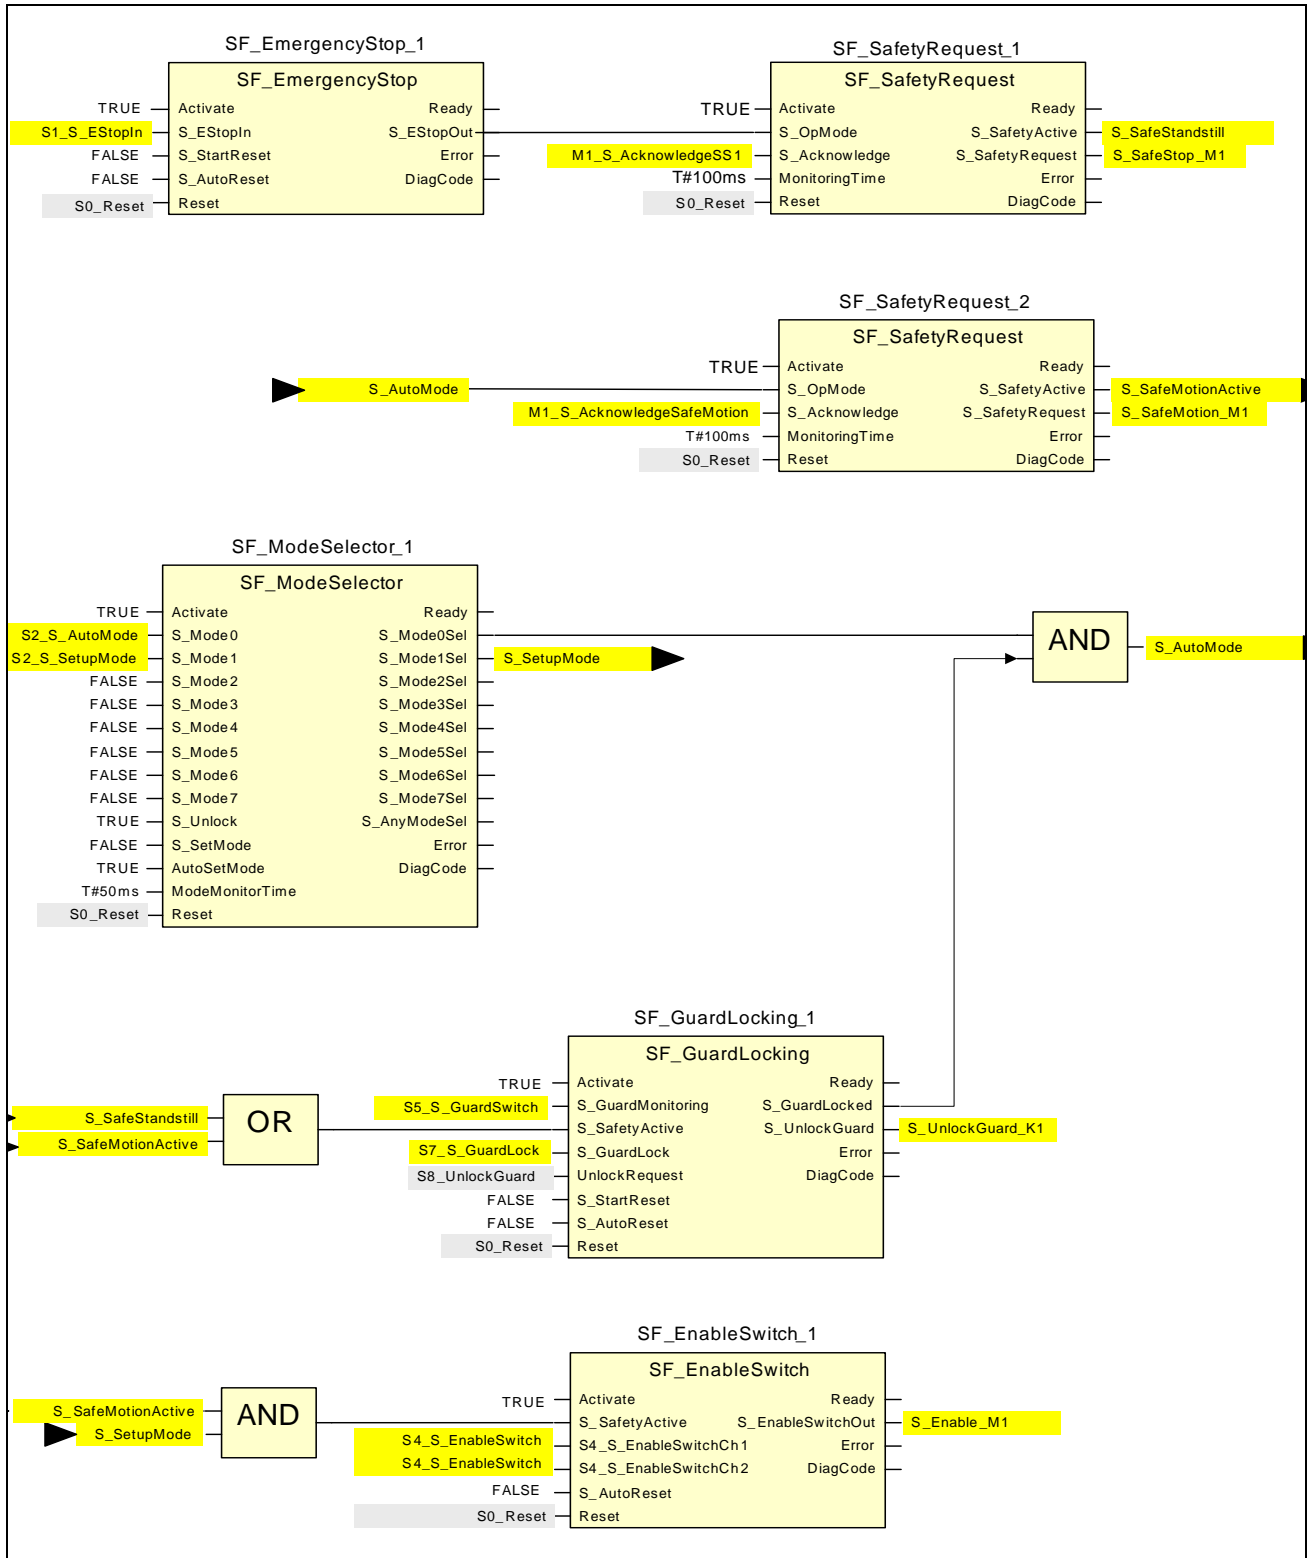 SF_EmergencyStop_1
SF_EmergencyStop
TRUE Activate Ready
S1_S_EStopIn S_EStopIn S_EStopOut
FALSE S_StartReset Error
FALSE S_AutoReset DiagCode
S0_Reset Reset
SF_SafetyRequest_1
SF_SafetyRequest
TRUE Activate Ready
S_OpMode S_SafetyActive S_SafeStandstill
M1_S_AcknowledgeSS1 S_Acknowledge S_SafetyRequest S_SafeStop_M1
T#100ms MonitoringTime Error
S0_Reset Reset DiagCode
SF_SafetyRequest_2
SF_SafetyRequest
TRUE Activate Ready
S_AutoMode S_OpMode S_SafetyActive S_SafeMotionActive
M1_S_AcknowledgeSafeMotion S_Acknowledge S_SafetyRequest S_SafeMotion_M1
T#100ms MonitoringTime Error
S0_Reset Reset DiagCode
SF_ModeSelector_1
SF_ModeSelector
TRUE Activate Ready
S2_S_AutoMode S_Mode0 S_Mode0Sel
S2_S_SetupMode S_Mode1 S_Mode1Sel S_SetupMode
FALSE S_Mode2 S_Mode2Sel
FALSE S_Mode3 S_Mode3Sel
FALSE S_Mode4 S_Mode4Sel
FALSE S_Mode5 S_Mode5Sel
FALSE S_Mode6 S_Mode6Sel
FALSE S_Mode7 S_Mode7Sel
TRUE S_Unlock S_AnyModeSel
FALSE S_SetMode Error
TRUE AutoSetMode DiagCode
T#50ms ModeMonitorTime
S0_Reset Reset
AND S_AutoMode
SF_GuardLocking_1
SF_GuardLocking
TRUE Activate Ready
S5_S_GuardSwitch S_GuardMonitoring S_GuardLocked
S_SafeStandstill
S_SafeMotionActive
OR
S_SafetyActive S_UnlockGuard S_UnlockGuard_K1
S7_S_GuardLock S_GuardLock Error
S8_UnlockGuard UnlockRequest DiagCode
FALSE S_StartReset
FALSE S_AutoReset
S0_Reset Reset
SF_EnableSwitch_1
SF_EnableSwitch
TRUE Activate Ready
S_SafeMotionActive
S_SetupMode
AND
S_SafetyActive S_EnableSwitchOut S_Enable_M1
S4_S_EnableSwitch S4_S_EnableSwitchCh1 Error
S4_S_EnableSwitch S4_S_EnableSwitchCh2 DiagCode
FALSE S_AutoReset
S0_Reset Reset